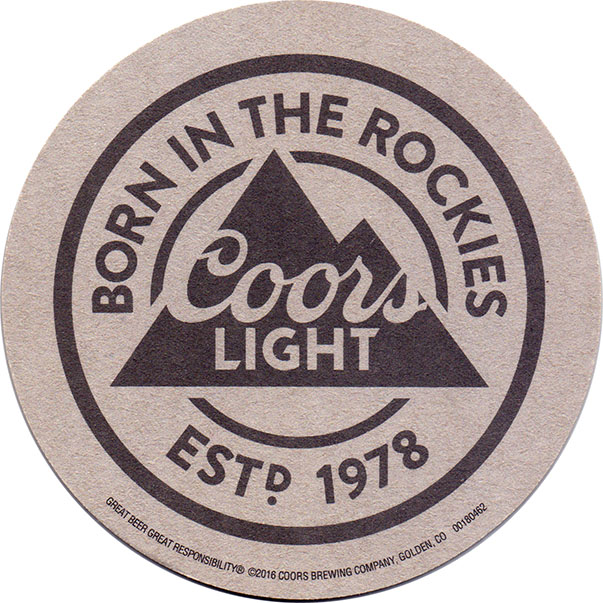 BORN IN THE ROCKIES
Coors
LIGHT
ESTD. 1978
GREAT BEER GREAT RESPONSIBILITY® ©2016 COORS BREWING COMPANY, GOLDEN, CO 00180462